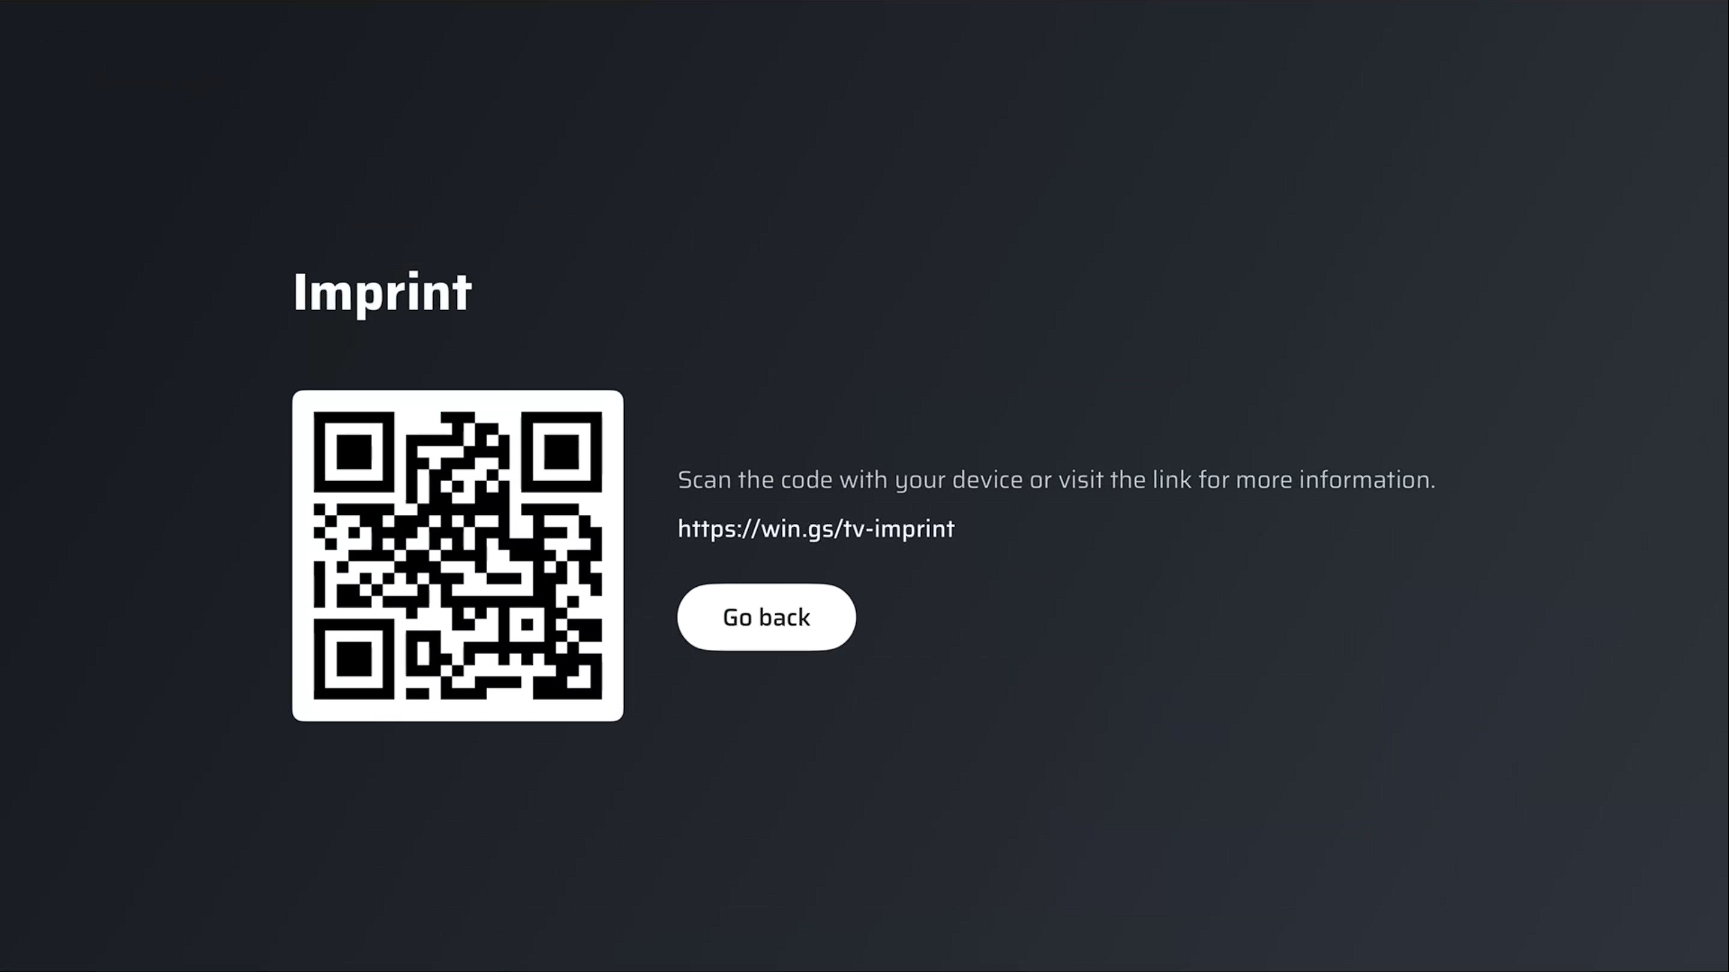 Imprint
Scan the code with your device or visit the link for more information.
https://win.gs/tv-imprint
Go back